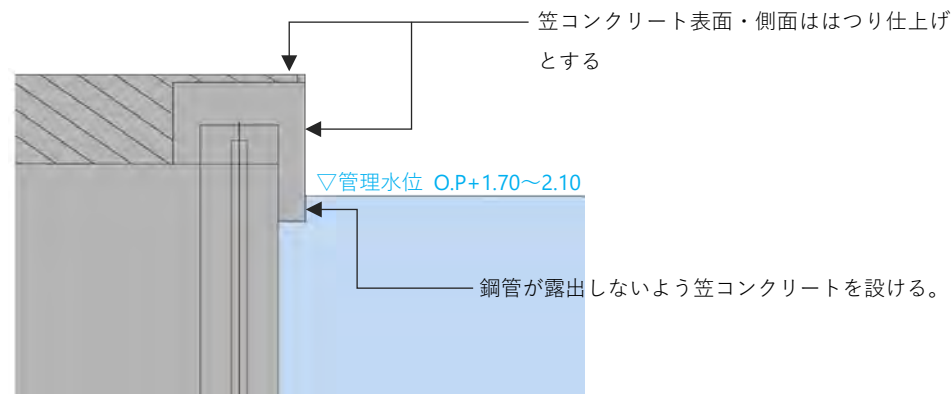 笠コンクリート表面・側面ははつり仕上げ
とする
▽管理水位 O.P+1.70～2.10
鋼管が露出しないよう笠コンクリートを設ける。